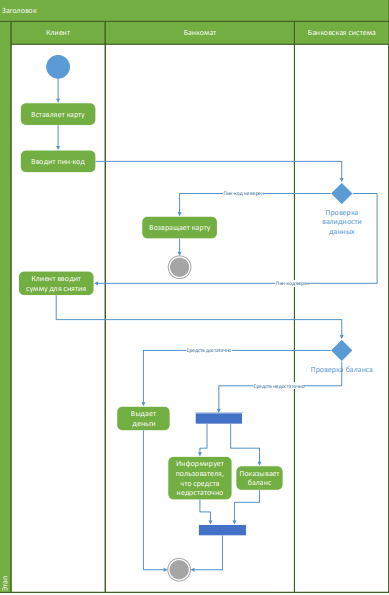 Заголовок
Клиент
Банкомат
Банковская система
Вставляет карту
Вводит пин-код
Пин-код неверен
Проверка
валидности
данных
Возвращает карту
Клиент вводит
сумму для снятия
Пин-код верен
Средств достаточно
Проверка баланса
Средств недостаточно
Выдает
деньги
Информирует
пользователя,
что средств
недостаточно
Показывает
баланс
Этап